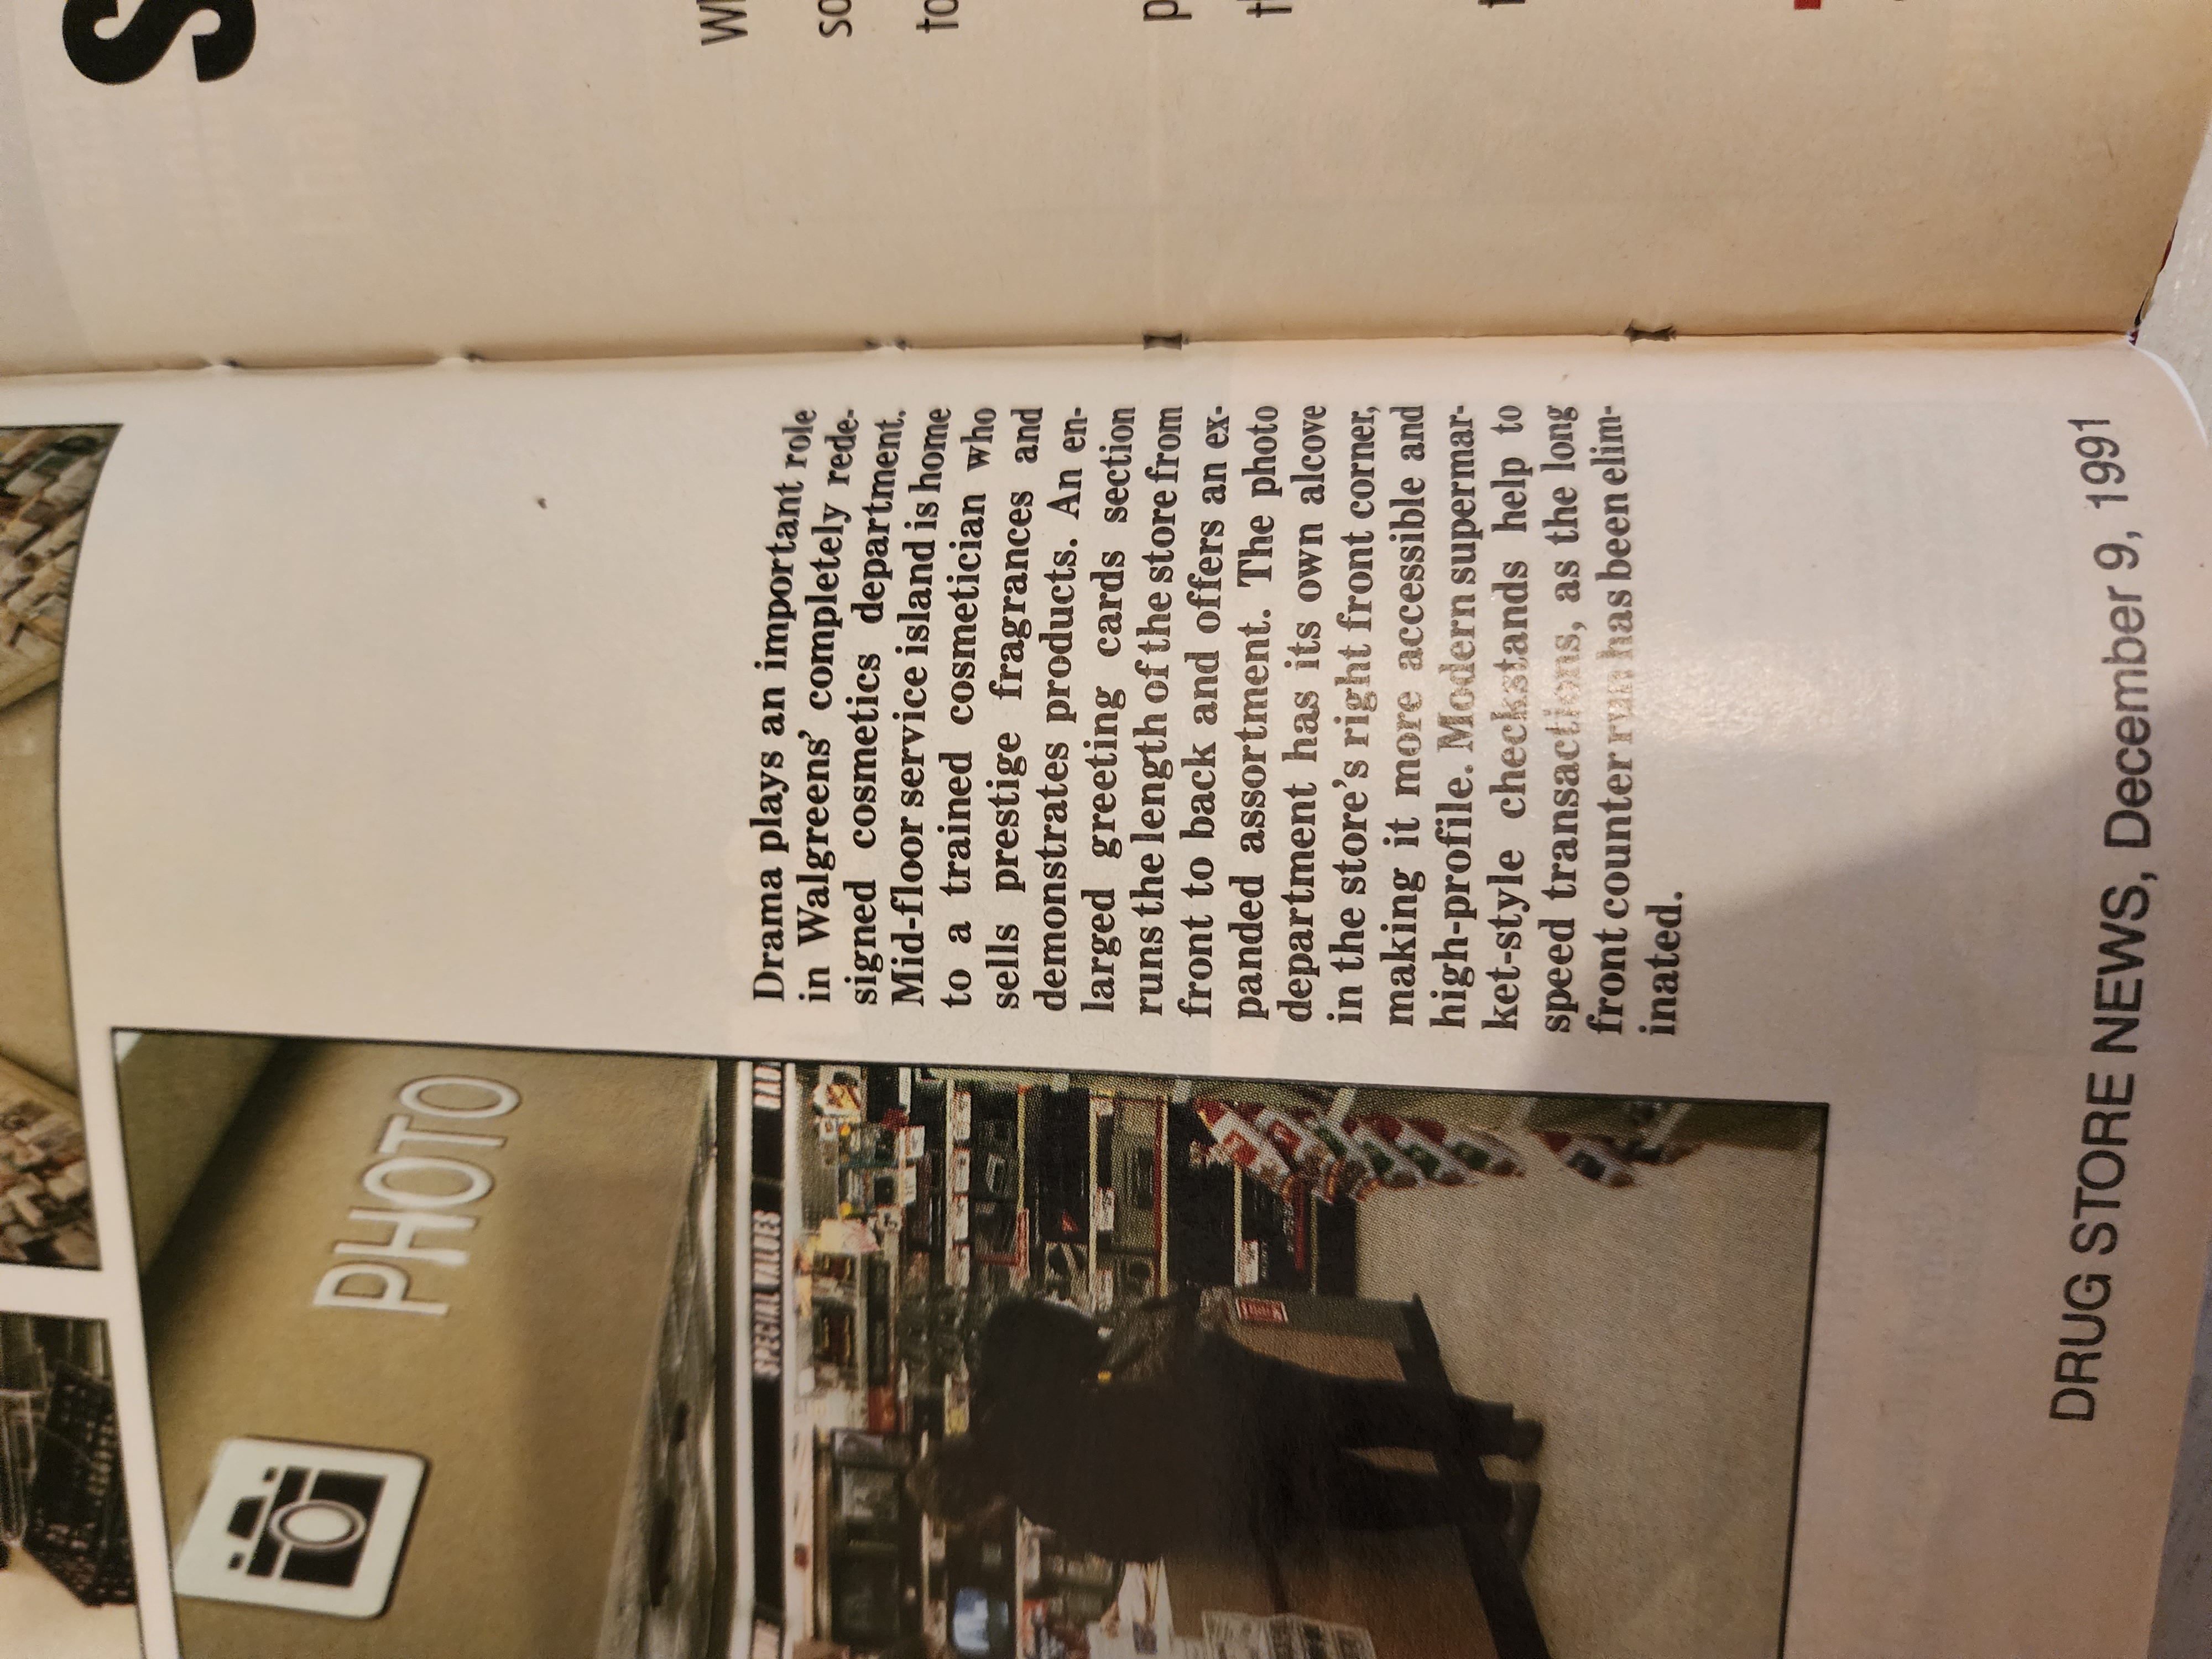 PHOTO
SPECIAL VALUES
Drama plays an important role
in Walgreens' completely rede-
signed cosmetics department.
Mid-floor service island is home
to a trained cosmetician who
sells prestige fragrances and
demonstrates products. An en-
larged greeting cards section
runs the length of the store from
front to back and offers an ex-
panded assortment. The photo
department has its own alcove
in the store's right front corner,
making it more accessible and
high-profile. Modern supermar-
ket-style checkstands help to
speed transactions, as the long
front counter run has been elim-
inated.
DRUG STORE NEWS, December 9, 1991
S